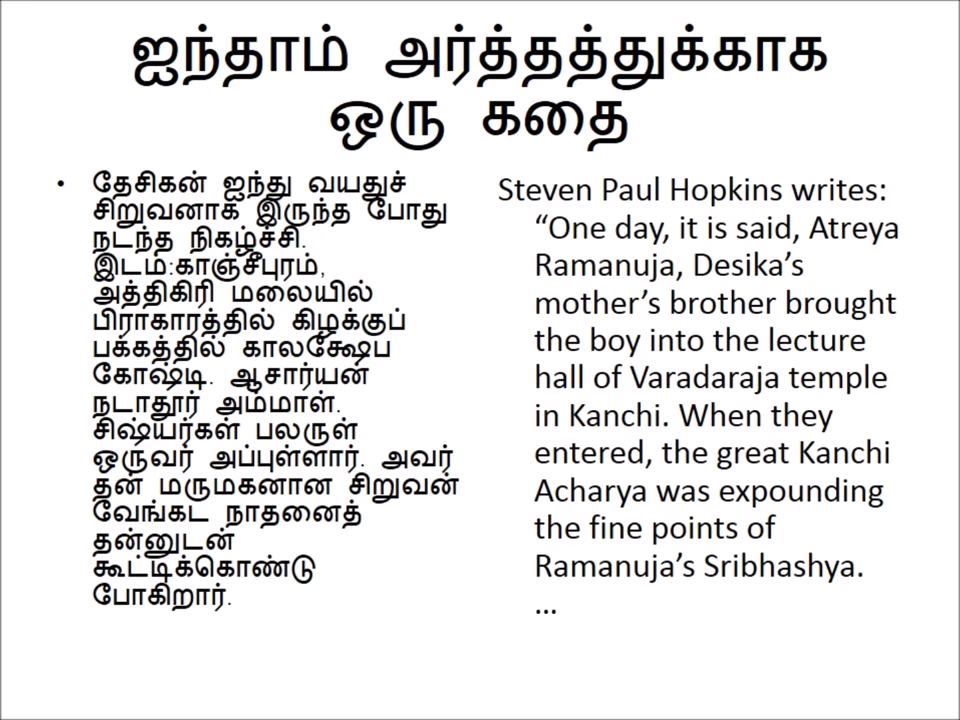 ஐந்தாம் அர்த்தத்துக்காக
ஒரு கதை
• தேசிகன் ஐந்து வயதுச்
சிறுவனாக இருந்த போது
நடந்த நிகழ்ச்சி.
இடம்:காஞ்சீபுரம்,
அத்திகிரி மலையில்
பிராகாரத்தில் கிழக்குப்
பக்கத்தில் காலக்ஷேப
கோஷ்டி. ஆசார்யன்
நடாதூர் அம்மாள்.
சிஷ்யர்கள் பலருள்
ஒருவர் அப்புள்ளார். அவர்
தன் மருமகனான சிறுவன்
வேங்கட நாதனைத்
தன்னுடன்
கூட்டிக்கொண்டு
போகிறார்.
Steven Paul Hopkins writes:
“One day, it is said, Atreya
Ramanuja, Desika’s
mother’s brother brought
the boy into the lecture
hall of Varadaraja temple
in Kanchi. When they
entered, the great Kanchi
Acharya was expounding
the fine points of
Ramanuja’s Sribhashya.
…